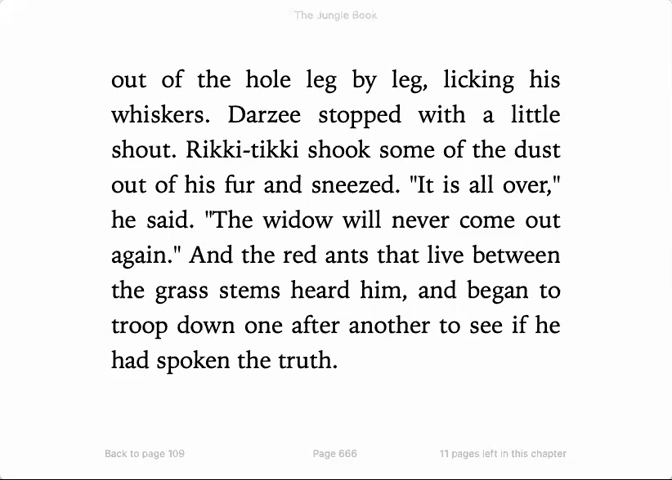 The Jungle Book
out of the hole leg by leg, licking his
whiskers. Darzee stopped with a little
shout. Rikki-tikki shook some of the dust
out of his fur and sneezed. "It is all over,"
he said. "The widow will never come out
again." And the red ants that live between
the grass stems heard him, and began to
troop down one after another to see if he
had spoken the truth.
Back to page 109 Page 666 11 pages left in this chapter